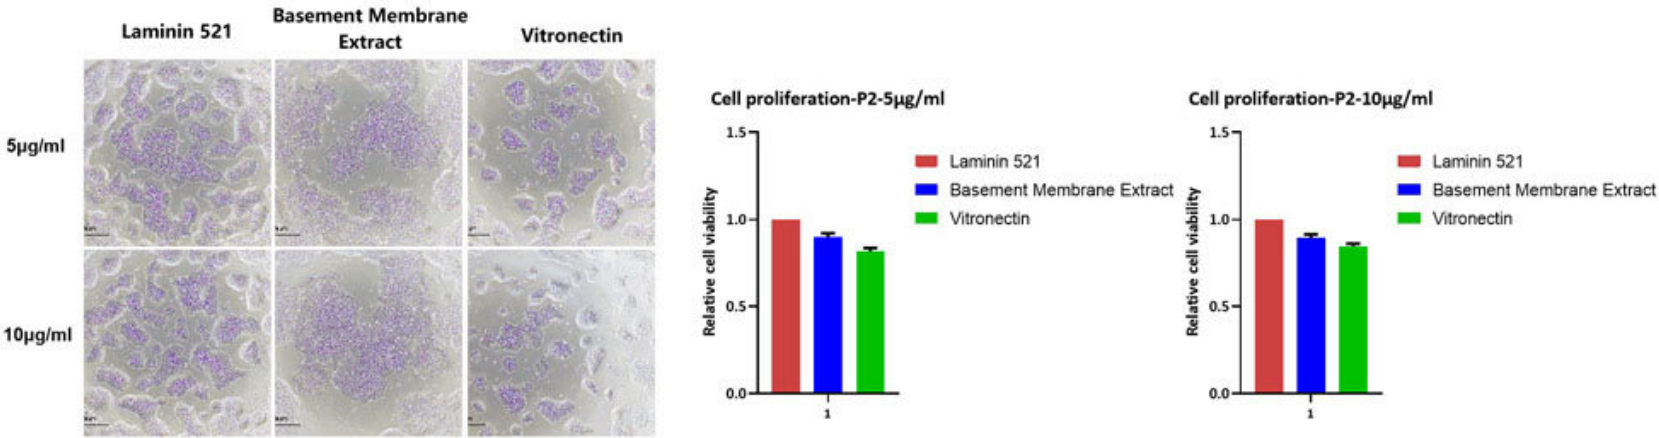 Laminin 521
Basement Membrane
Extract
Vitronectin
5µg/ml
10µg/ml
Cell proliferation-P2-5µg/ml
1.5
1.0
0.5
0.0
Relative cell viability
1
Laminin 521
Basement Membrane Extract
Vitronectin
Cell proliferation-P2-10µg/ml
1.5
1.0
0.5
0.0
Relative cell viability
1
Laminin 521
Basement Membrane Extract
Vitronectin